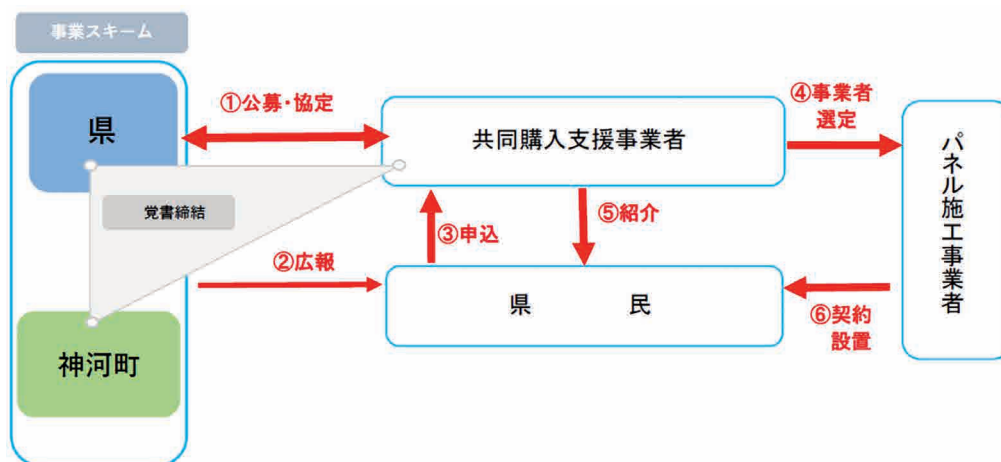 事業スキーム
県
①公募・協定
共同購入支援事業者
④事業者
選定
パネル施工事業者
覚書締結
③申込
⑤紹介
②広報
県　　　民
⑥契約
設置
神河町